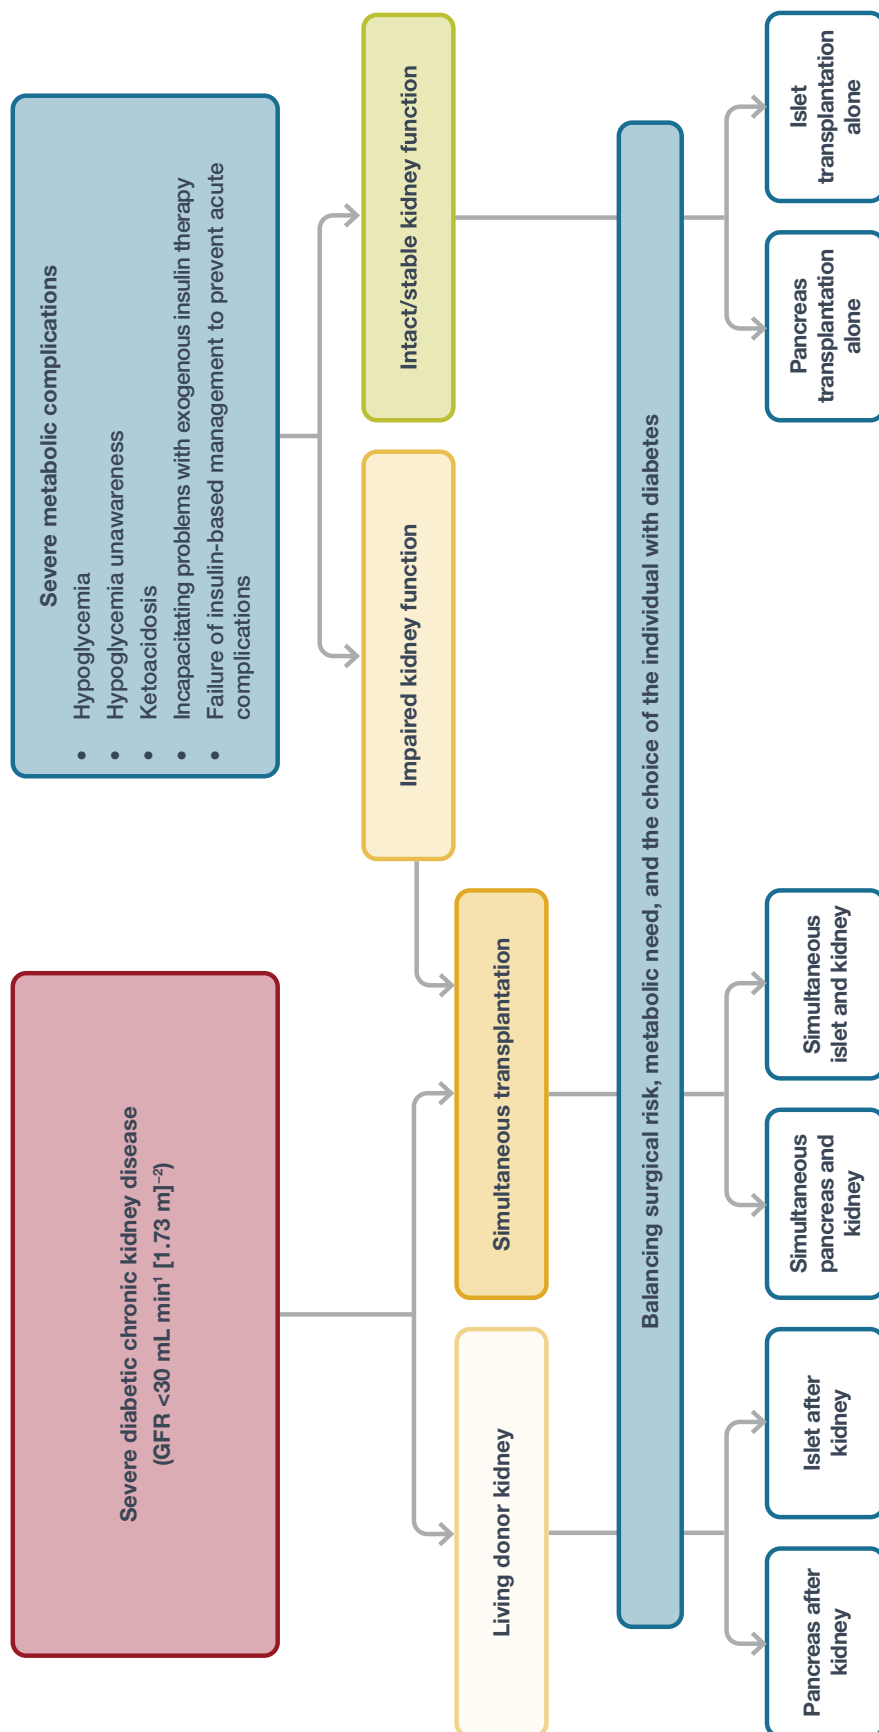 Severe diabetic chronic kidney disease
(GFR <30 mL min¹ [1.73 m]⁻²)
Severe metabolic complications
• Hypoglycemia
• Hypoglycemia unawareness
• Ketoacidosis
• Incapacitating problems with exogenous insulin therapy
• Failure of insulin-based management to prevent acute
complications
Impaired kidney function
Intact/stable kidney function
Living donor kidney
Simultaneous transplantation
Balancing surgical risk, metabolic need, and the choice of the individual with diabetes
Pancreas after
kidney
Islet after
kidney
Simultaneous
pancreas and
kidney
Simultaneous
islet and kidney
Pancreas
transplantation
alone
Islet
transplantation
alone